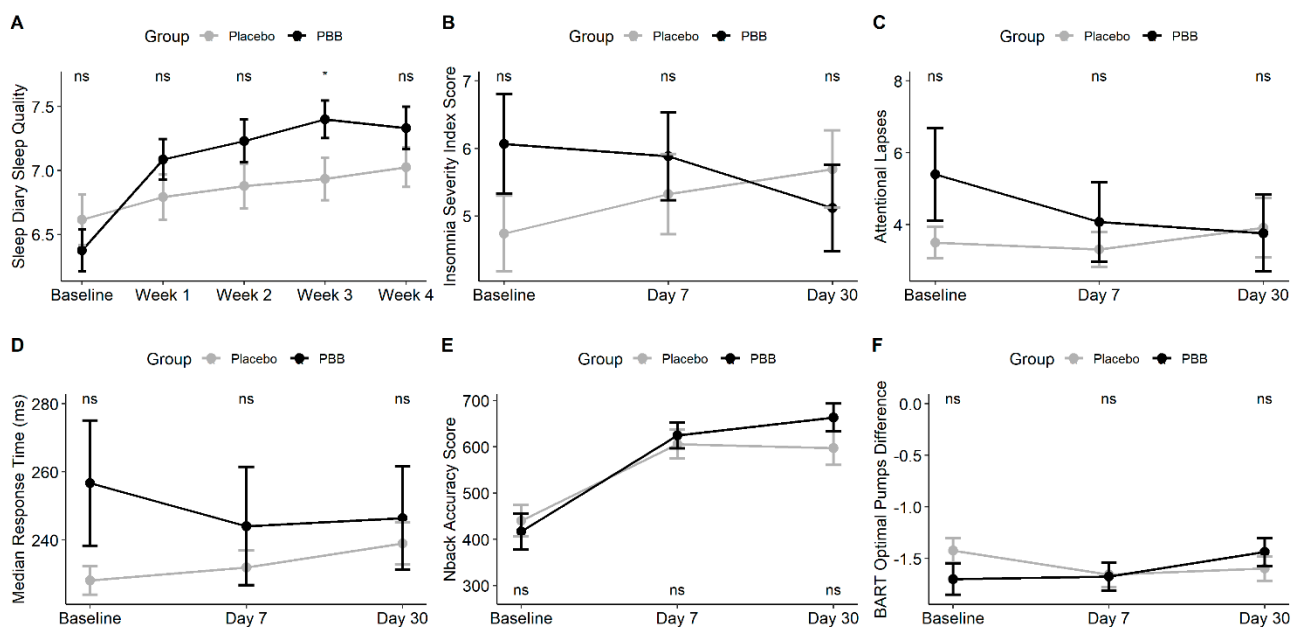 A
Group Placebo PBB
Sleep Diary Sleep Quality
7.5
7.0
6.5
ns ns ns * ns
Baseline Week 1 Week 2 Week 3 Week 4
B
Group Placebo PBB
Insomnia Severity Index Score
7
6
5
ns ns ns
Baseline Day 7 Day 30
C
Group Placebo PBB
Attentional Lapses
8
6
4
ns ns ns
Baseline Day 7 Day 30
D
Group Placebo PBB
Median Response Time (ms)
280
260
240
ns ns ns
Baseline Day 7 Day 30
E
Group Placebo PBB
Nback Accuracy Score
700
600
500
400
300
ns ns ns
Baseline Day 7 Day 30
F
Group Placebo PBB
BART Optimal Pumps Difference
0.0
-0.5
-1.0
-1.5
ns ns ns
Baseline Day 7 Day 30